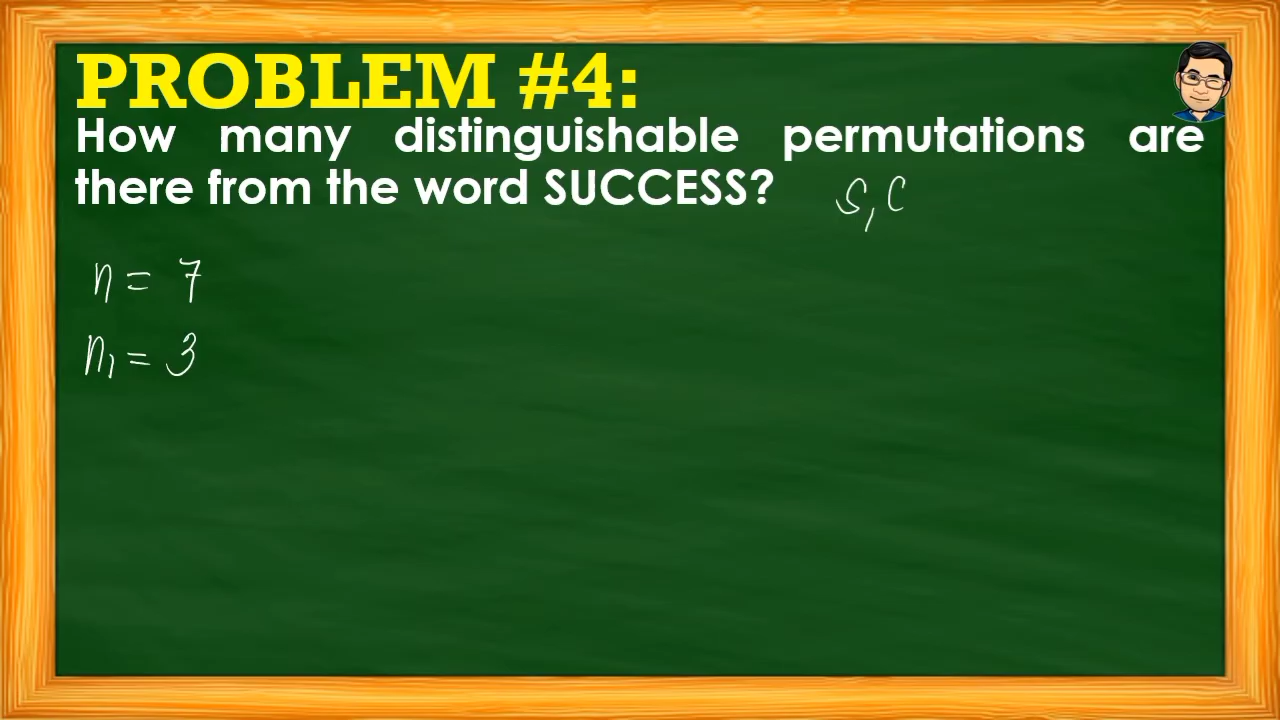 PROBLEM #4:
How many distinguishable permutations are
there from the word SUCCESS? S, C
n = 7
n₁ = 3